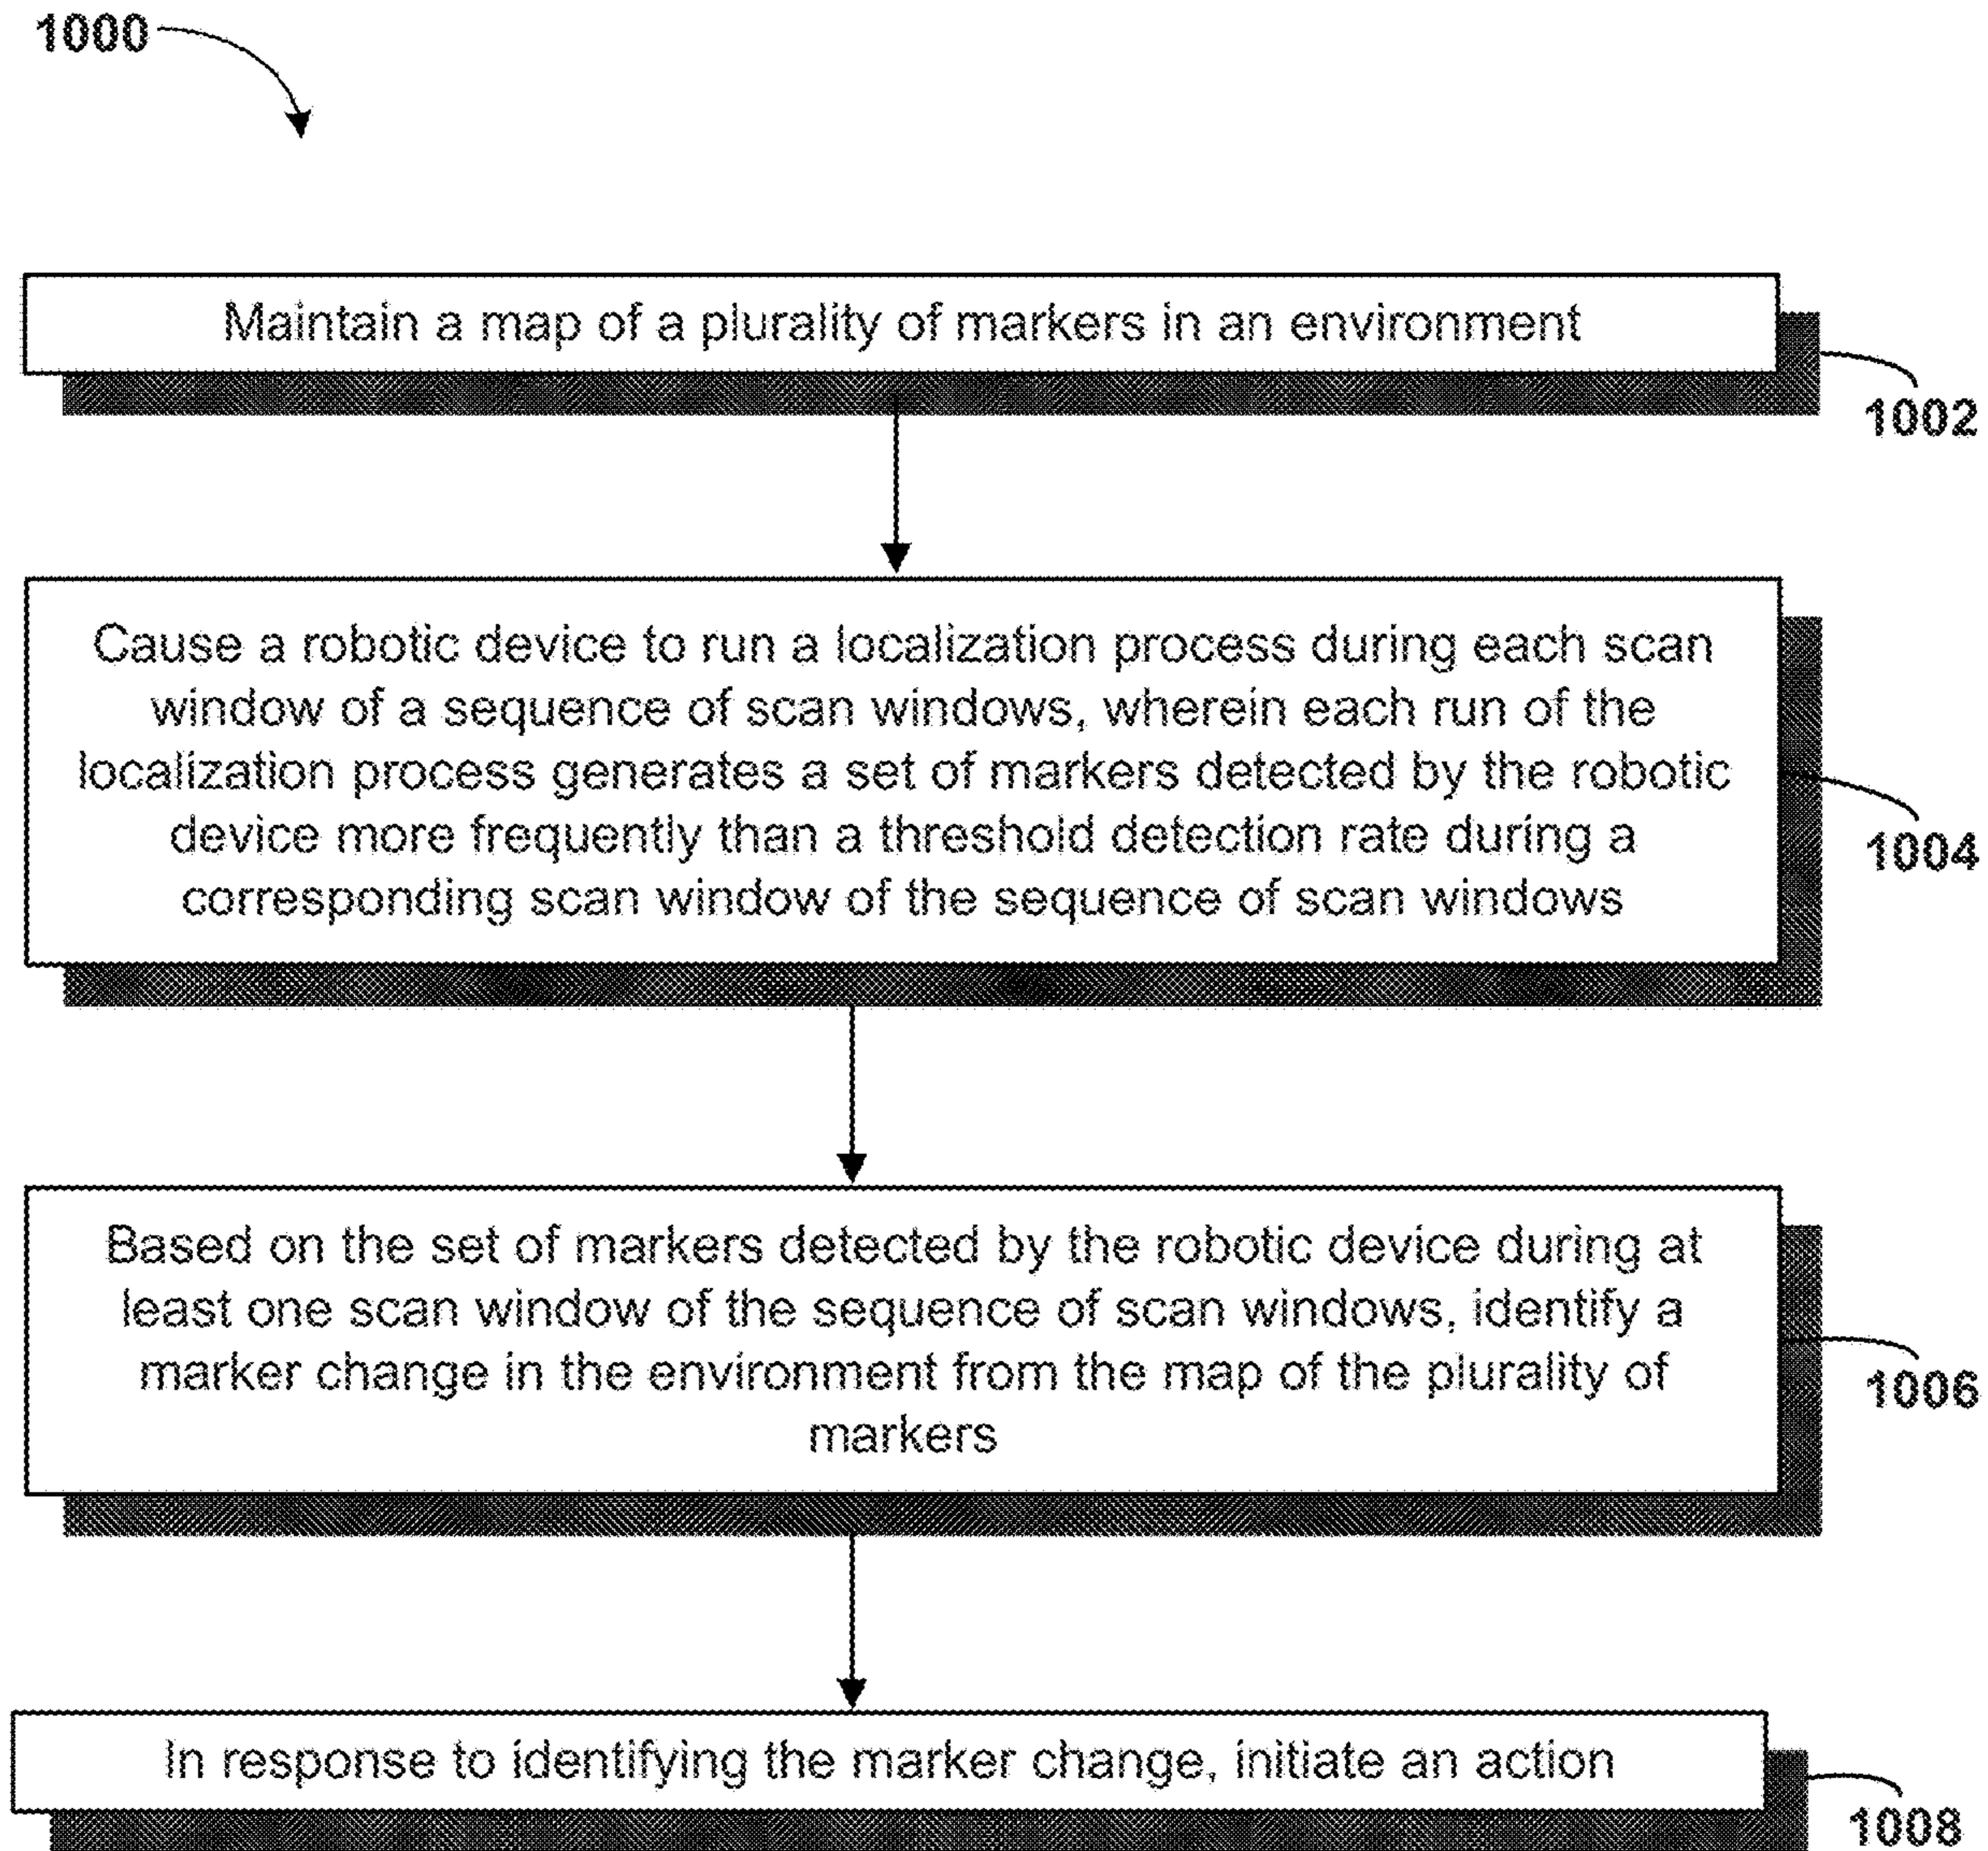 1000
Maintain a map of a plurality of markers in an environment
1002
Cause a robotic device to run a localization process during each scan
window of a sequence of scan windows, wherein each run of the
localization process generates a set of markers detected by the robotic
device more frequently than a threshold detection rate during a
corresponding scan window of the sequence of scan windows
1004
Based on the set of markers detected by the robotic device during at
least one scan window of the sequence of scan windows, identify a
marker change in the environment from the map of the plurality of
markers
1006
In response to identifying the marker change, initiate an action
1008